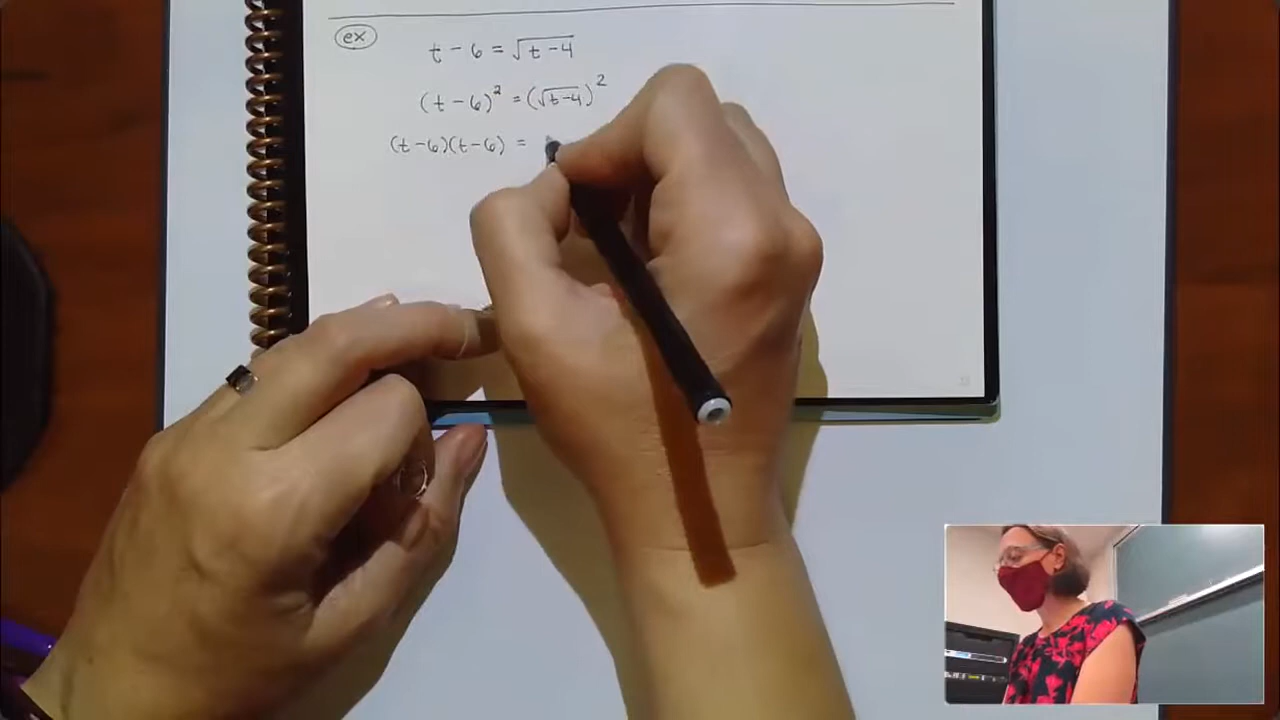 ex
t - 6 = √(t - 4)
(t - 6)² = (√(t - 4))²
(t - 6)(t - 6) =